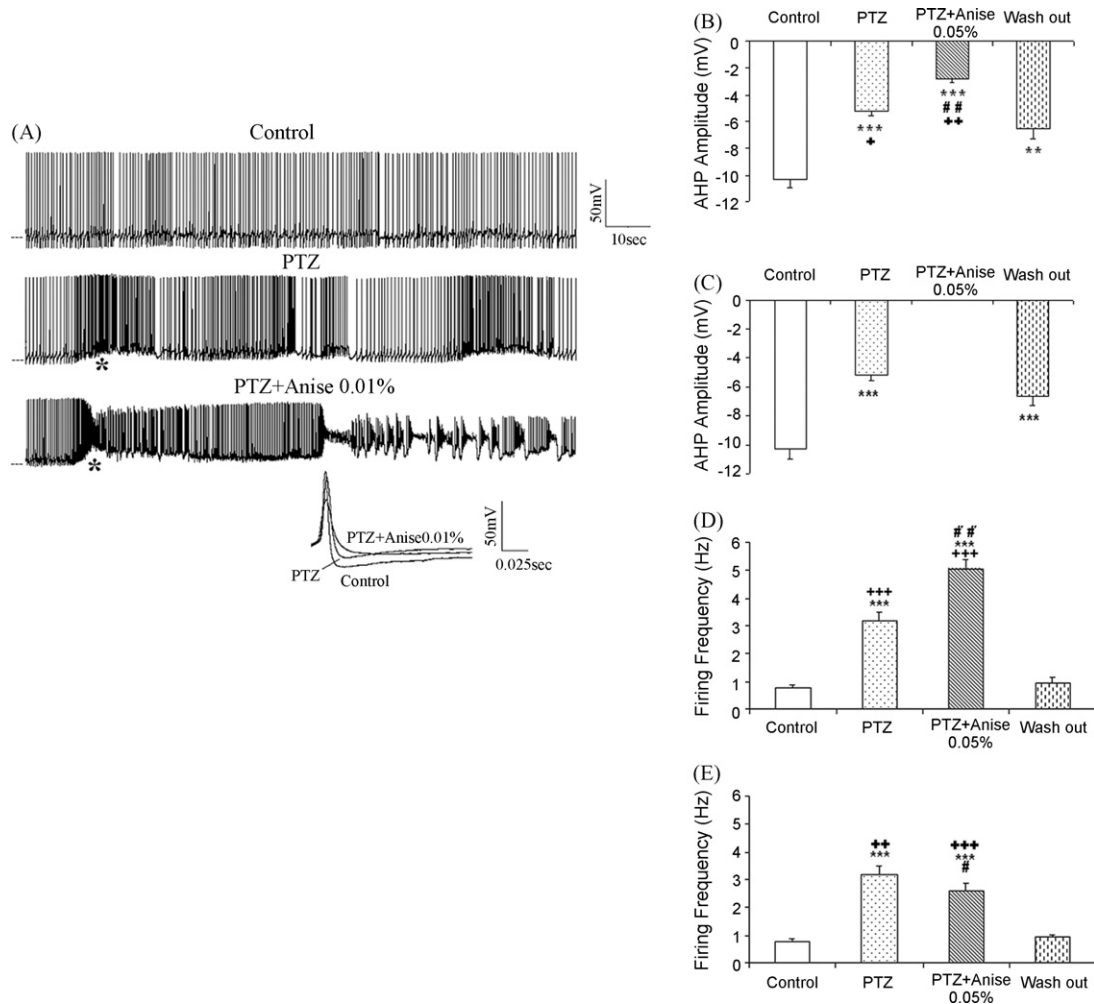 (A)
Control
50mV
10sec
PTZ
*
PTZ+Anise 0.01%
*
PTZ+Anise0.01%
PTZ
Control
50mV
0.025sec
(B)
Control PTZ PTZ+Anise 0.05% Wash out
AHP Amplitude (mV)
0
-2
-4
-6
-8
-10
-12
***
+
***
# #
++
**
(C)
Control PTZ PTZ+Anise 0.05% Wash out
AHP Amplitude (mV)
0
-2
-4
-6
-8
-10
-12
***
***
(D)
Firing Frequency (Hz)
6
5
4
3
2
1
0
+++
***
# #
***
+++
Control PTZ PTZ+Anise 0.05% Wash out
(E)
Firing Frequency (Hz)
6
5
4
3
2
1
0
++
***
+++
***
#
Control PTZ PTZ+Anise 0.05% Wash out